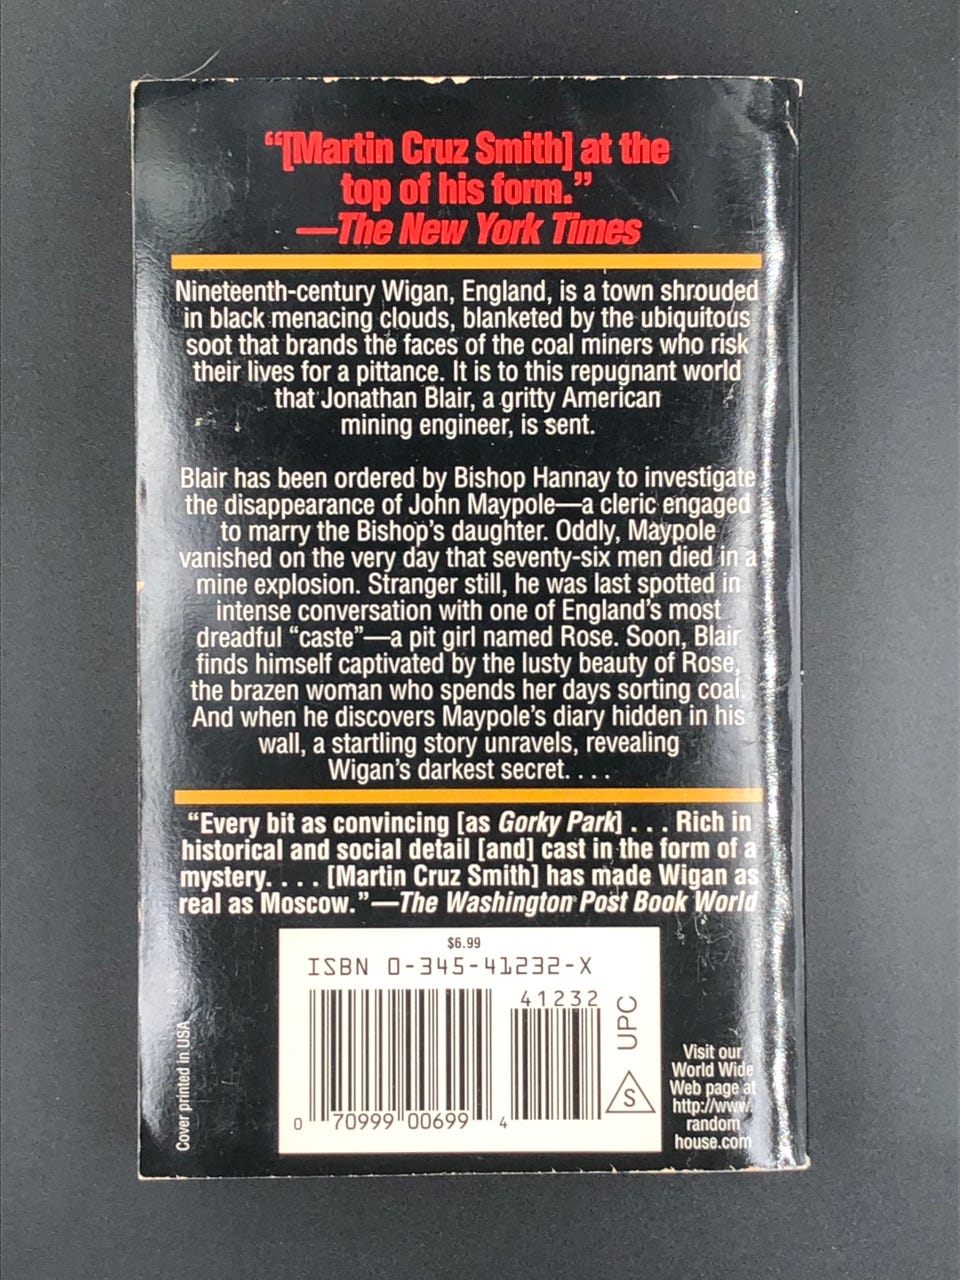 “[Martin Cruz Smith] at the
top of his form.”
—The New York Times
Nineteenth-century Wigan, England, is a town shrouded
in black menacing clouds, blanketed by the ubiquitous
soot that brands the faces of the coal miners who risk
their lives for a pittance. It is to this repugnant world
that Jonathan Blair, a gritty American
mining engineer, is sent.
Blair has been ordered by Bishop Hannay to investigate
the disappearance of John Maypole—a cleric engaged
to marry the Bishop's daughter. Oddly, Maypole
vanished on the very day that seventy-six men died in a
mine explosion. Stranger still, he was last spotted in
intense conversation with one of England's most
dreadful “caste”—a pit girl named Rose. Soon, Blair
finds himself captivated by the lusty beauty of Rose,
the brazen woman who spends her days sorting coal.
And when he discovers Maypole's diary hidden in his
wall, a startling story unravels, revealing
Wigan's darkest secret. . . .
“Every bit as convincing [as Gorky Park] . . . Rich in
historical and social detail [and] cast in the form of a
mystery. . . . [Martin Cruz Smith] has made Wigan as
real as Moscow.”—The Washington Post Book World
$6.99
ISBN 0-345-41232-X
41232
UPC
S
0 70999 00699 4
Cover printed in USA
Visit our
World Wide
Web page at
http://www.
random
house.com